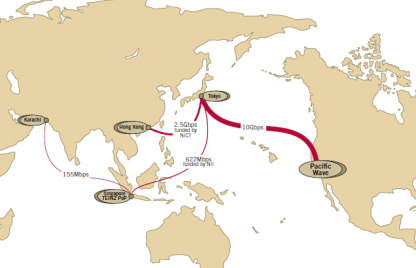 Karachi
Hong Kong
Tokyo
2.5Gbps
funded by
NICT
10Gbps
622Mbps
funded by NII
155Mbps
Singapore
TEIN2 PoP
Pacific
Wave